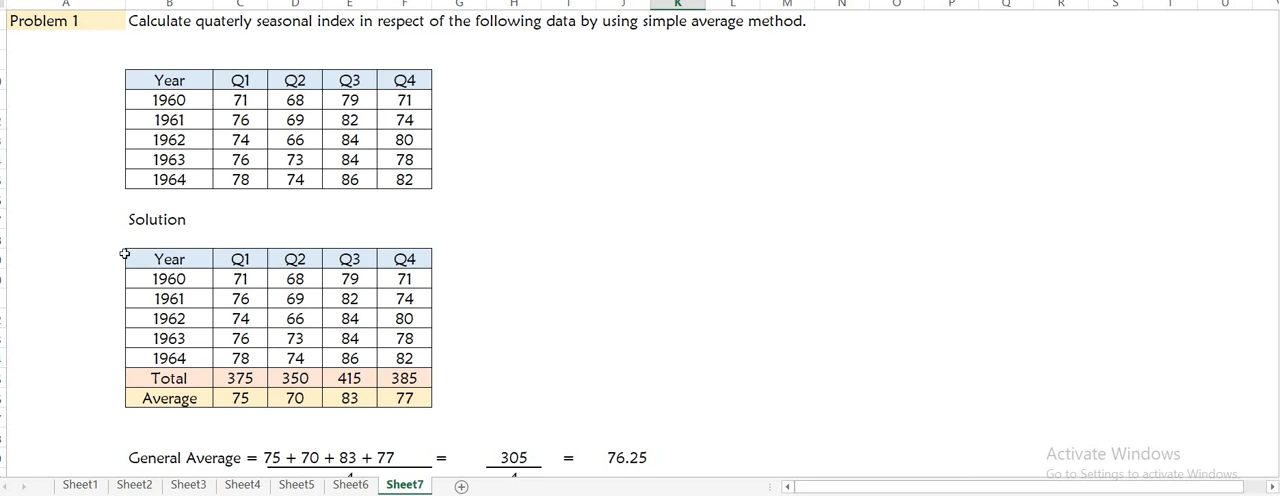 A B C D E F G H I J K L M N O P Q R S T U
Problem 1 Calculate quaterly seasonal index in respect of the following data by using simple average method.
Year Q1 Q2 Q3 Q4
1960 71 68 79 71
1961 76 69 82 74
1962 74 66 84 80
1963 76 73 84 78
1964 78 74 86 82
Solution
Year Q1 Q2 Q3 Q4
1960 71 68 79 71
1961 76 69 82 74
1962 74 66 84 80
1963 76 73 84 78
1964 78 74 86 82
Total 375 350 415 385
Average 75 70 83 77
General Average = 75 + 70 + 83 + 77 = 305 = 76.25
4 4
Activate Windows
Go to Settings to activate Windows.
Sheet1 Sheet2 Sheet3 Sheet4 Sheet5 Sheet6 Sheet7